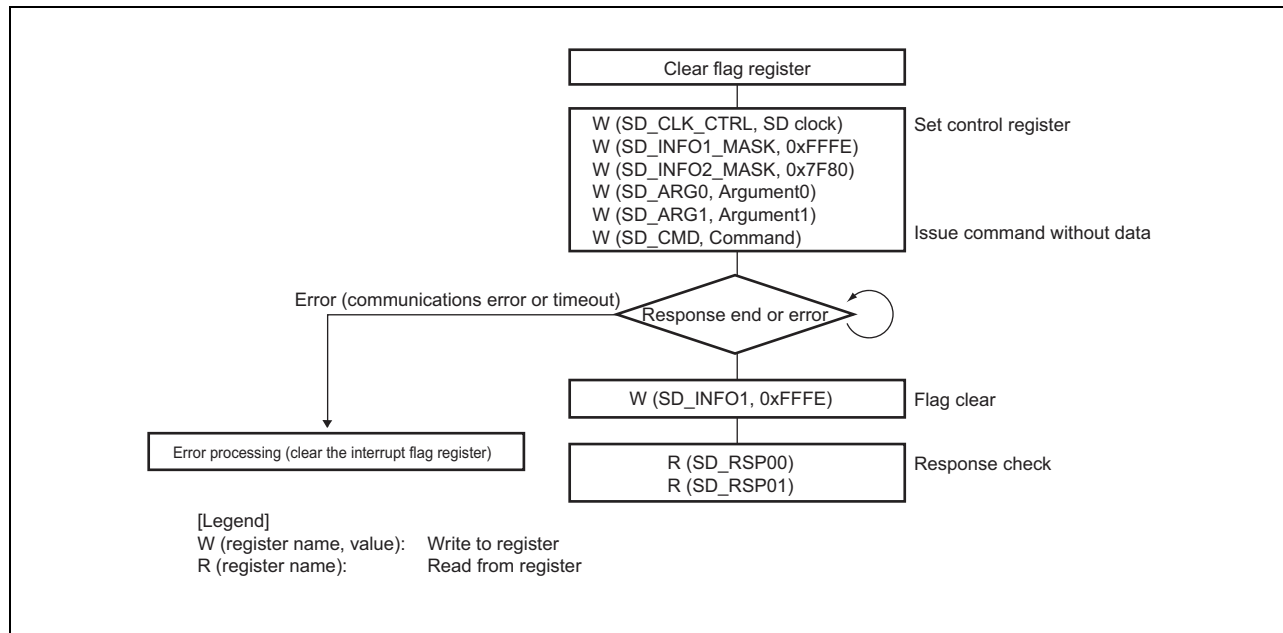 Clear flag register
W (SD_CLK_CTRL, SD clock)
W (SD_INFO1_MASK, 0xFFFE)
W (SD_INFO2_MASK, 0x7F80)
W (SD_ARG0, Argument0)
W (SD_ARG1, Argument1)
W (SD_CMD, Command)
Set control register
Issue command without data
Error (communications error or timeout)
Response end or error
W (SD_INFO1, 0xFFFE)
Flag clear
Error processing (clear the interrupt flag register)
R (SD_RSP00)
R (SD_RSP01)
Response check
[Legend]
W (register name, value): Write to register
R (register name): Read from register